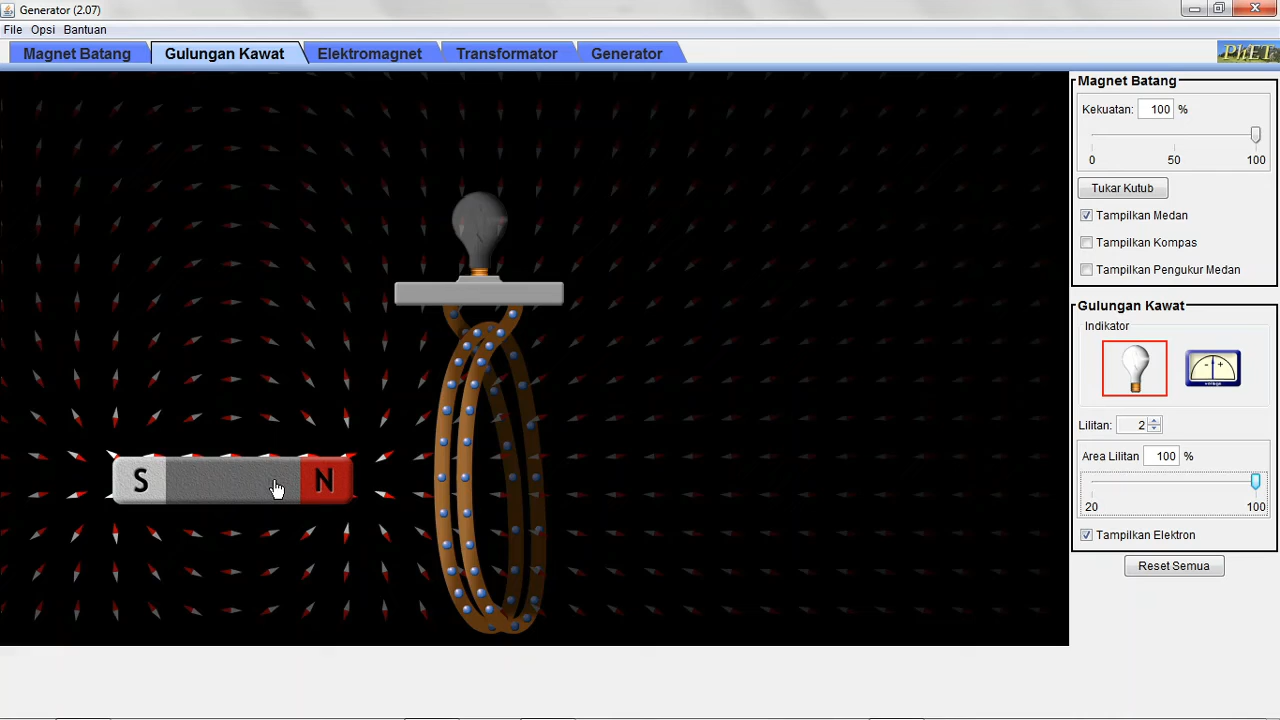 Generator (2.07)
File Opsi Bantuan
Magnet Batang Gulungan Kawat Elektromagnet Transformator Generator
PhET
Magnet Batang
Kekuatan: 100 %
0 50 100
Tukar Kutub
Tampilkan Medan
Tampilkan Kompas
Tampilkan Pengukur Medan
Gulungan Kawat
Indikator
- +
Lilitan: 2
Area Lilitan 100 %
20 100
Tampilkan Elektron
Reset Semua
S N